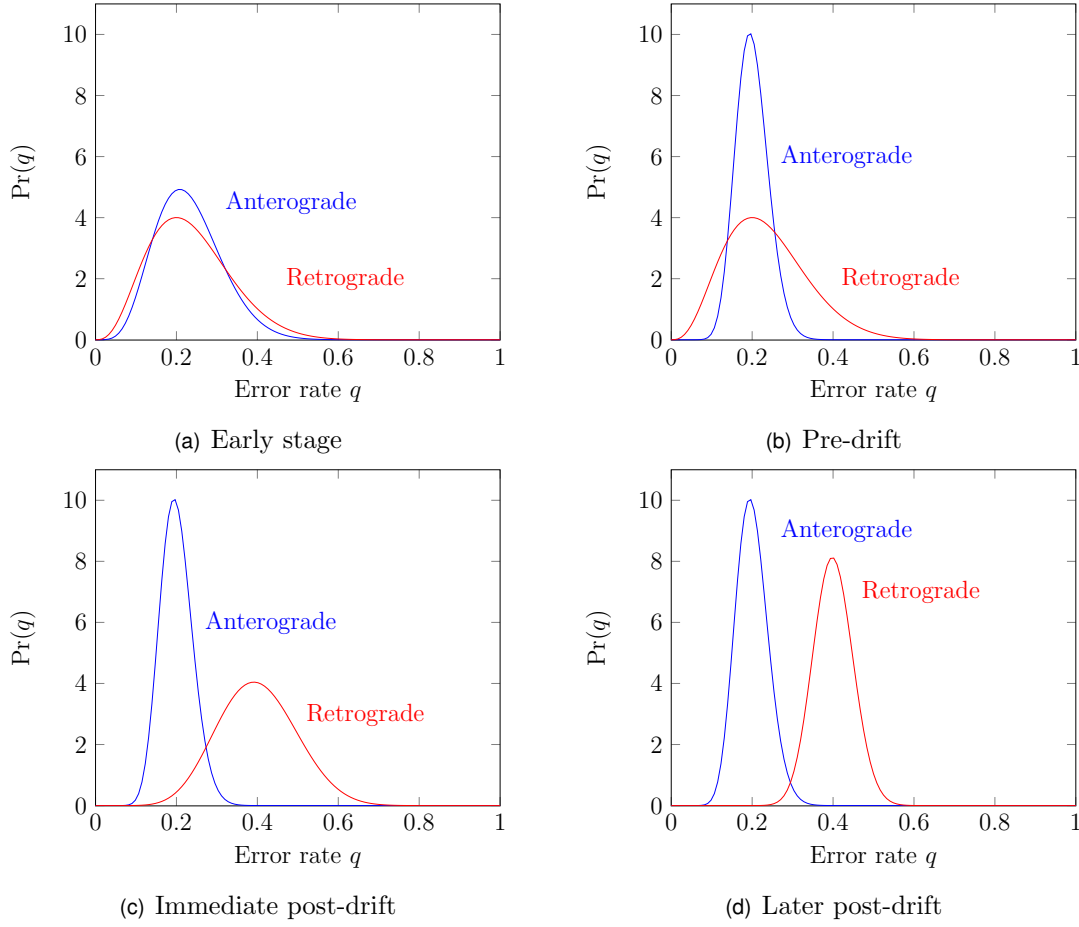 10
8
6
4
2
0
0
0.2
0.4
0.6
0.8
1
Pr(q)
Error rate q
Anterograde
Retrograde
(a) Early stage
10
8
6
4
2
0
0
0.2
0.4
0.6
0.8
1
Pr(q)
Error rate q
Anterograde
Retrograde
(b) Pre-drift
10
8
6
4
2
0
0
0.2
0.4
0.6
0.8
1
Pr(q)
Error rate q
Anterograde
Retrograde
(c) Immediate post-drift
10
8
6
4
2
0
0
0.2
0.4
0.6
0.8
1
Pr(q)
Error rate q
Anterograde
Retrograde
(d) Later post-drift